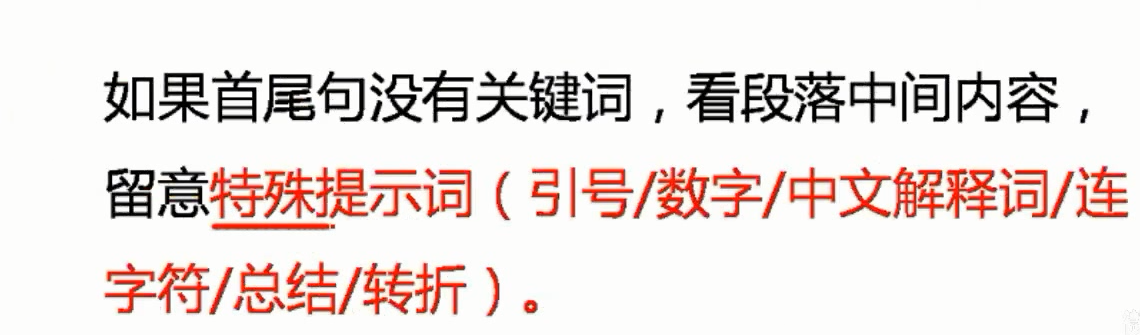 如果首尾句没有关键词，看段落中间内容，
留意特殊提示词（引号/数字/中文解释词/连
字符/总结/转折）。